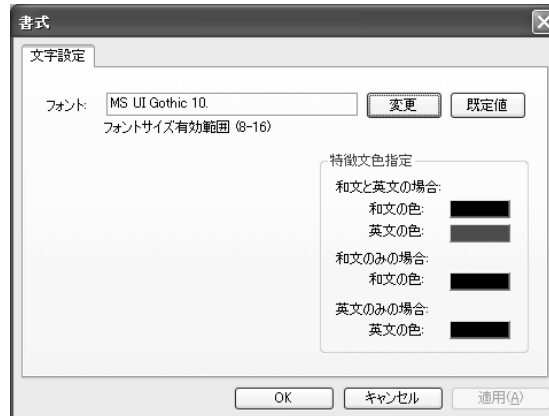 書式
文字設定
フォント: MS UI Gothic 10. 変更 既定値
フォントサイズ有効範囲 (8-16)
特徴文色指定
和文と英文の場合:
和文の色:
英文の色:
和文のみの場合:
和文の色:
英文のみの場合:
英文の色:
OK キャンセル 適用(A)